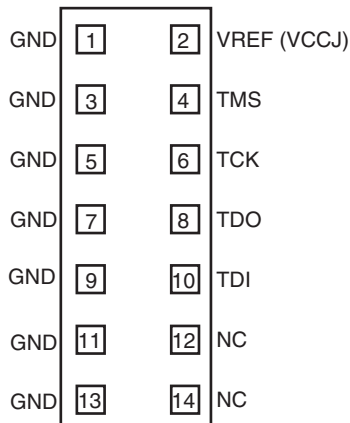 GND 1 2 VREF (VCCJ)
GND 3 4 TMS
GND 5 6 TCK
GND 7 8 TDO
GND 9 10 TDI
GND 11 12 NC
GND 13 14 NC